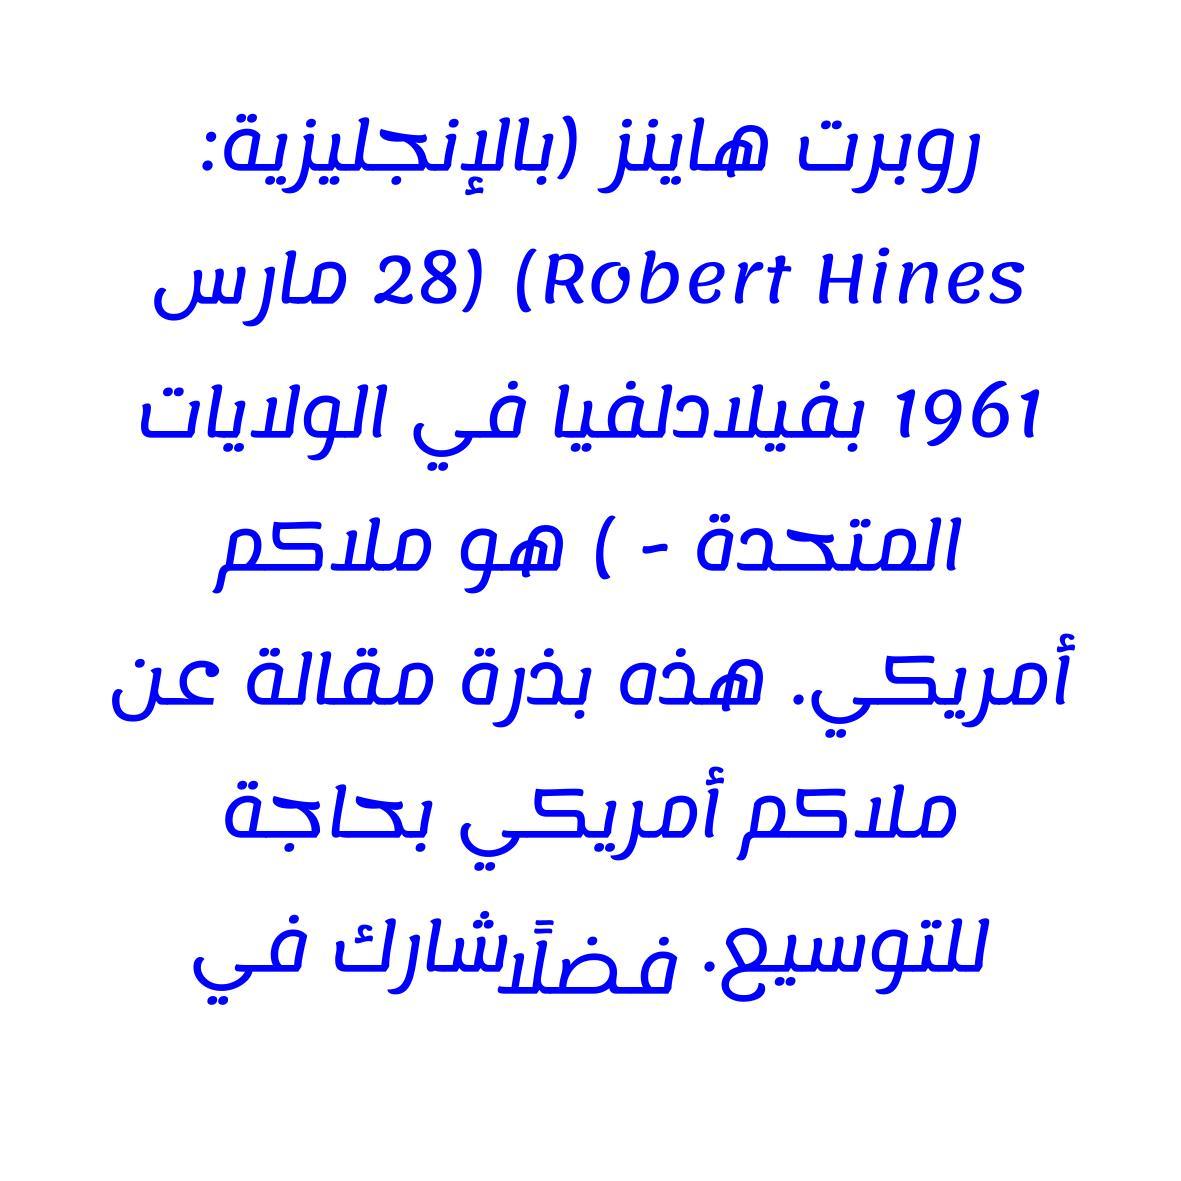 روبرت هاينز (بالإنجليزية:
Robert Hines) (28 مارس
1961 بفيلادلفيا في الولايات
المتحدة - ) هو ملاكم
أمريكي. هذه بذرة مقالة عن
ملاكم أمريكي بحاجة
للتوسيع. فضلًا شارك في